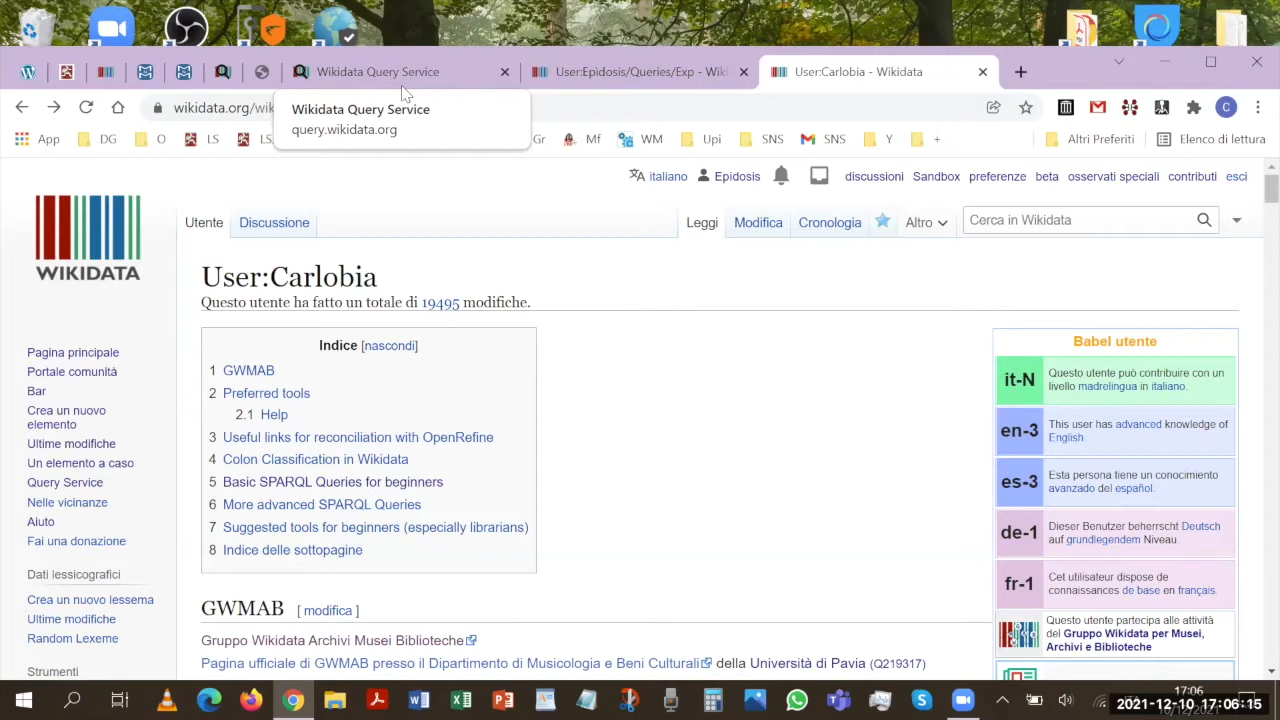 Wikidata Query Service
User:Epìdosis/Queries/Exp - Wiki
User:Carlobia - Wikidata
wikidata.org/wiki
Wikidata Query Service
query.wikidata.org
C
App
DG
O
LS
LS
Gr
Mf
WM
Upi
SNS
SNS
Y
+
Altri Preferiti
Elenco di lettura
italiano
Epìdosis
discussioni
Sandbox
preferenze
beta
osservati speciali
contributi
esci
WIKIDATA
Utente
Discussione
Leggi
Modifica
Cronologia
Altro
Cerca in Wikidata
User:Carlobia
Questo utente ha fatto un totale di 19495 modifiche.
Pagina principale
Portale comunità
Bar
Crea un nuovo
elemento
Ultime modifiche
Un elemento a caso
Query Service
Nelle vicinanze
Aiuto
Fai una donazione
Dati lessicografici
Crea un nuovo lessema
Ultime modifiche
Random Lexeme
Strumenti
Indice [nascondi]
1 GWMAB
2 Preferred tools
2.1 Help
3 Useful links for reconciliation with OpenRefine
4 Colon Classification in Wikidata
5 Basic SPARQL Queries for beginners
6 More advanced SPARQL Queries
7 Suggested tools for beginners (especially librarians)
8 Indice delle sottopagine
GWMAB [ modifica ]
Gruppo Wikidata Archivi Musei Biblioteche
Pagina ufficiale di GWMAB presso il Dipartimento di Musicologia e Beni Culturali della Università di Pavia (Q219317)
Babel utente
it-N
Questo utente può contribuire con un
livello madrelingua in italiano.
en-3
This user has advanced knowledge of
English.
es-3
Esta persona tiene un conocimiento
avanzado del español.
de-1
Dieser Benutzer beherrscht Deutsch
auf grundlegendem Niveau.
fr-1
Cet utilisateur dispose de
connaissances de base en français.
Questo utente partecipa alle attività
del Gruppo Wikidata per Musei,
Archivi e Biblioteche
17:06
2021-12-10 17:06:15